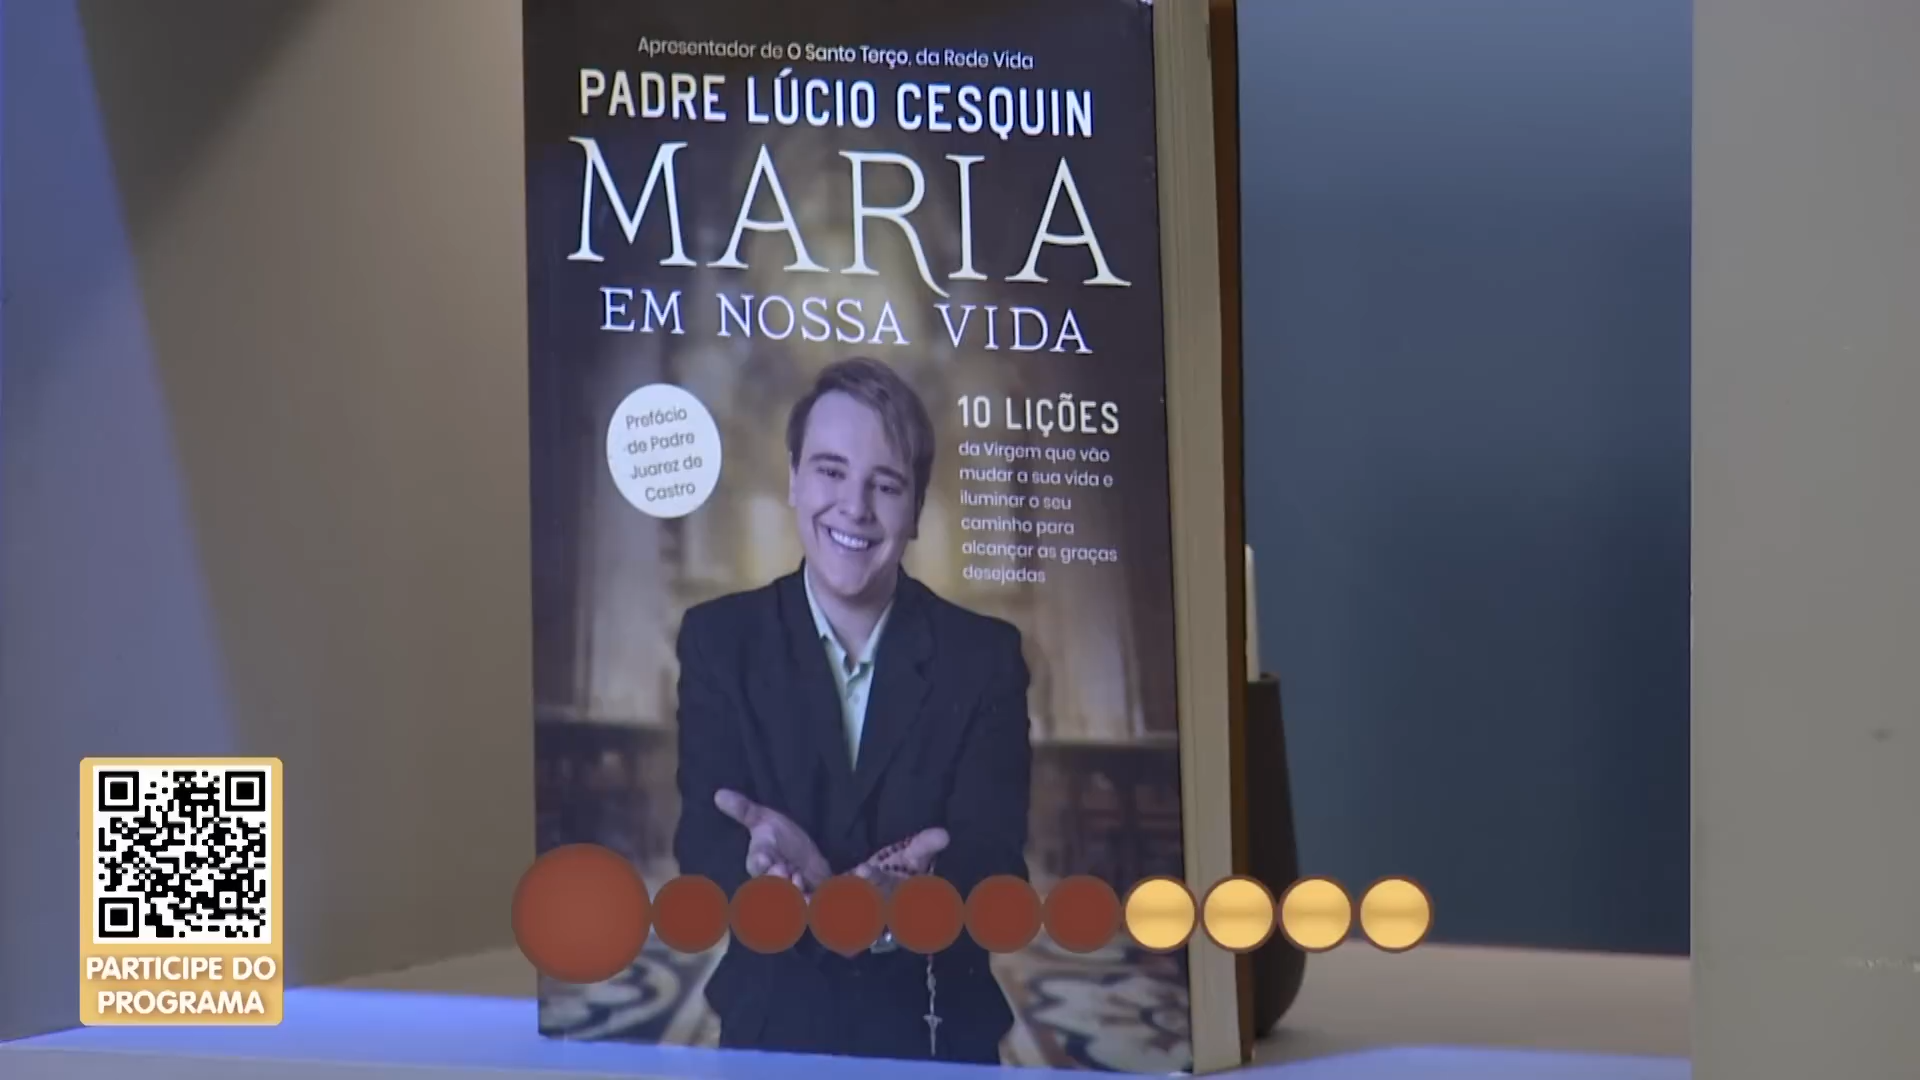 Apresentador de O Santo Terço, da Rede Vida
PADRE LÚCIO CESQUIN
MARIA
EM NOSSA VIDA
Prefácio
de Padre
Juarez de
Castro
10 LIÇÕES
da Virgem que vão
mudar a sua vida e
iluminar o seu
caminho para
alcançar as graças
desejadas
PARTICIPE DO
PROGRAMA